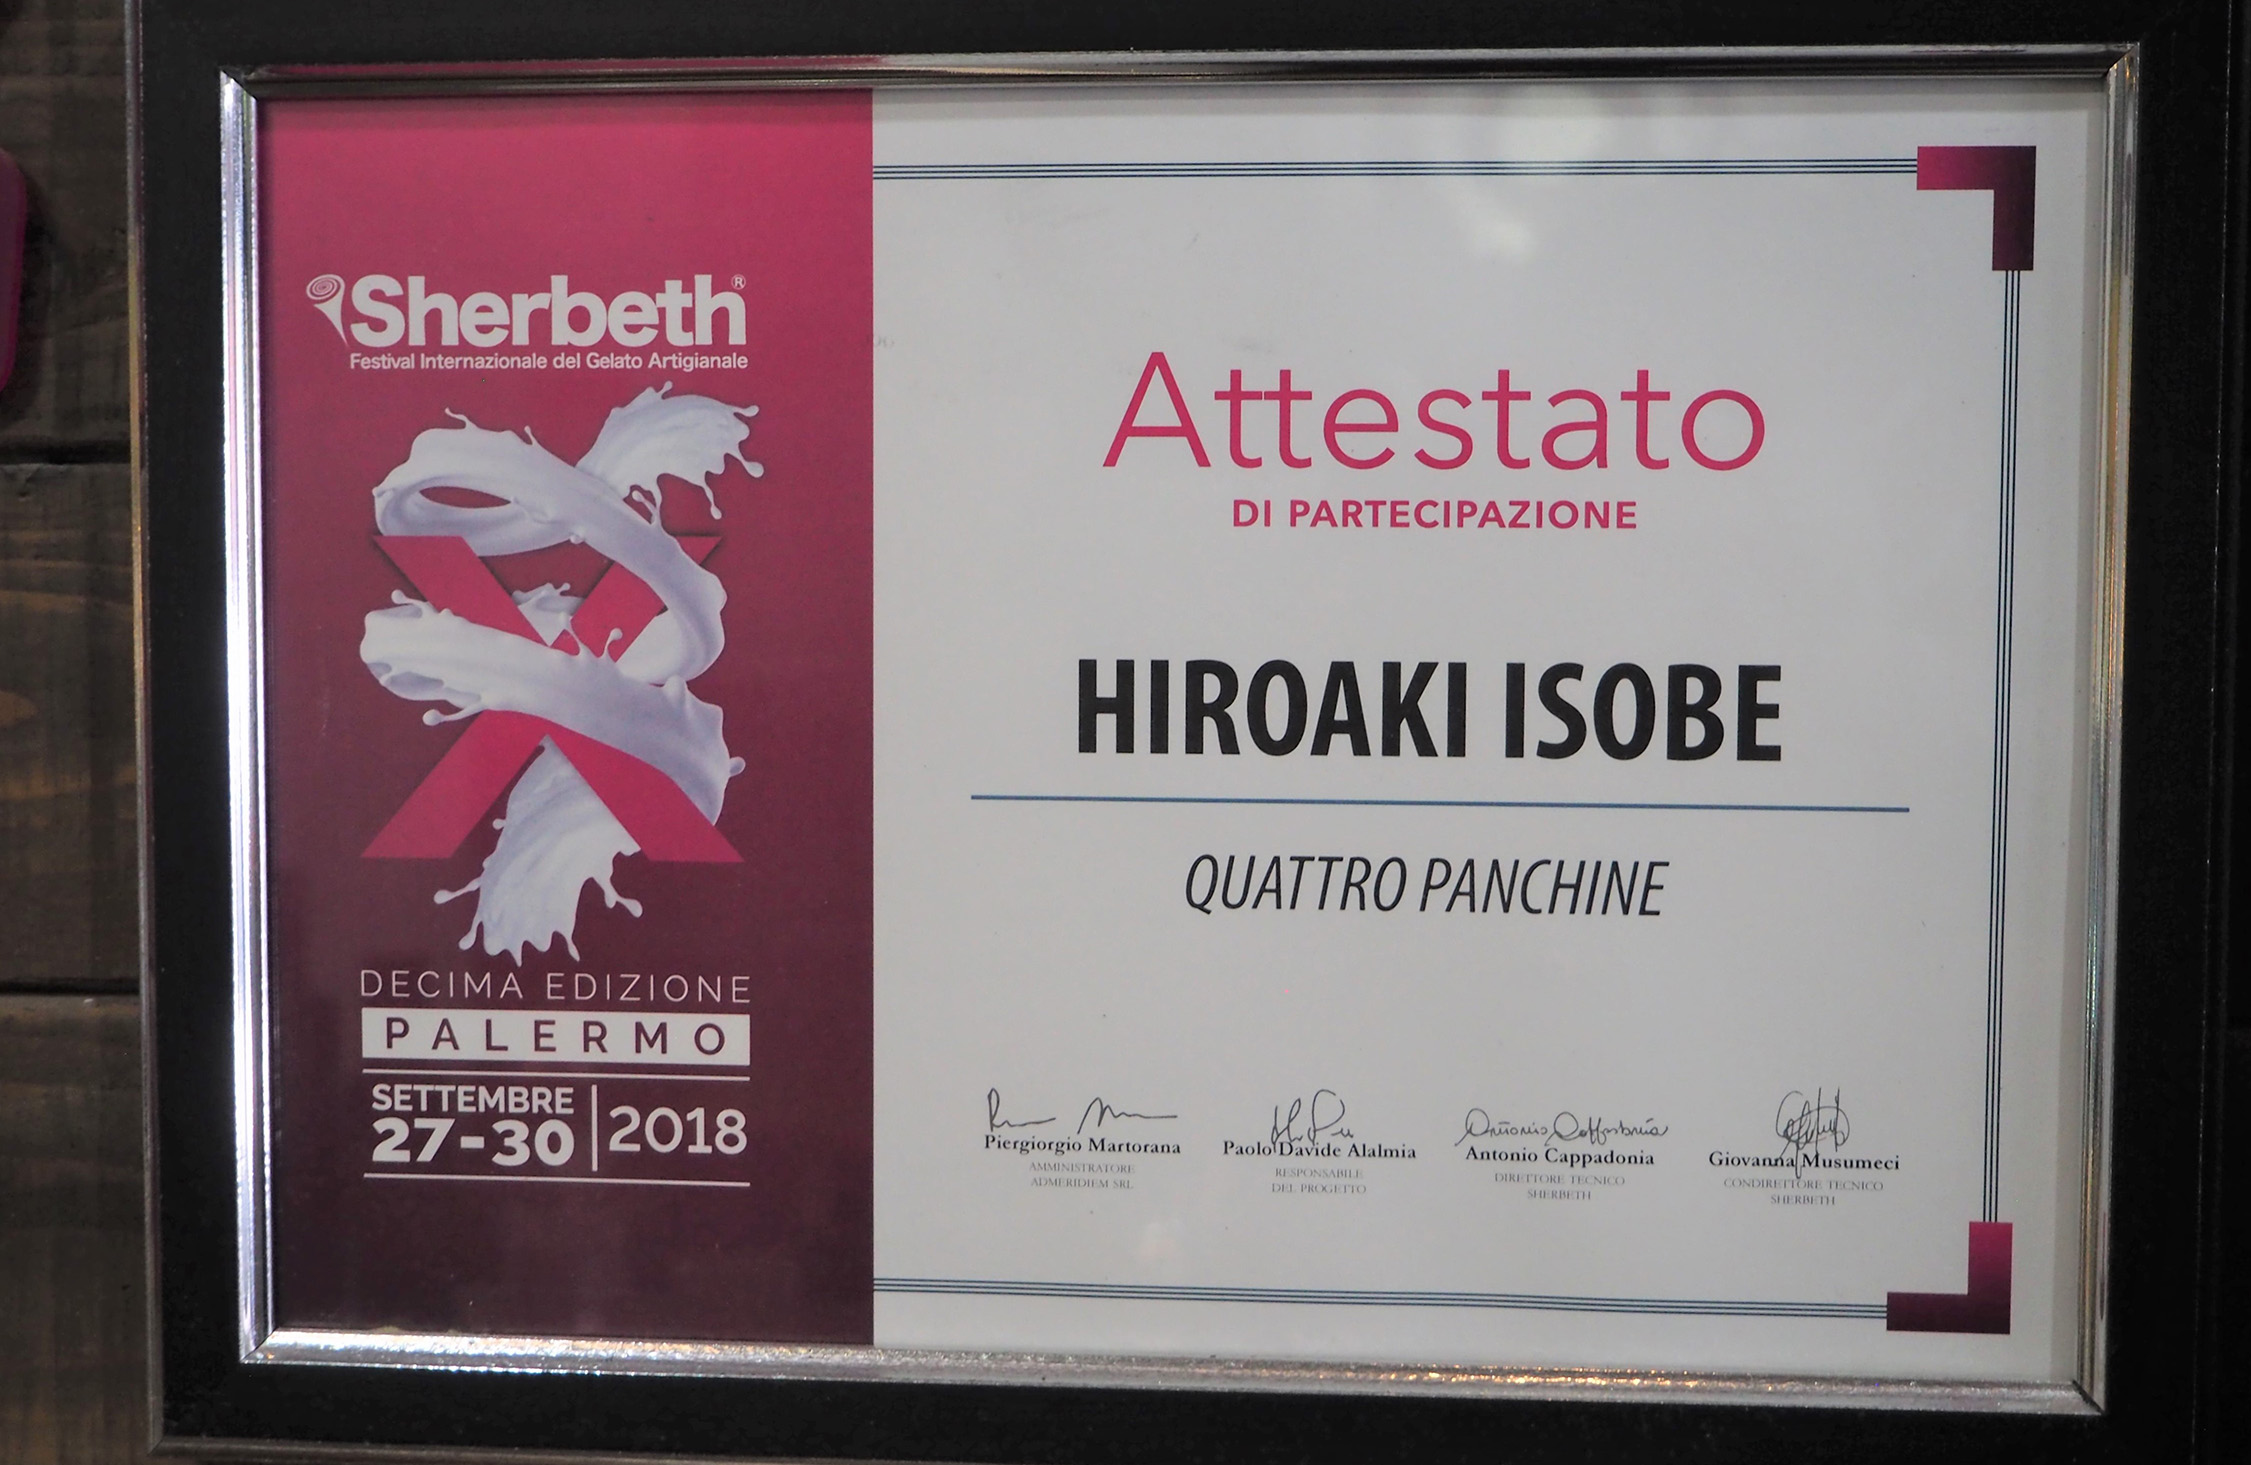 Sherbeth®
Festival Internazionale del Gelato Artigianale
X
DECIMA EDIZIONE
PALERMO
SETTEMBRE
27-30
2018
Attestato
DI PARTECIPAZIONE
HIROAKI ISOBE
QUATTRO PANCHINE
Piergiorgio Martorana
AMMINISTRATORE
ADMERIDIEM SRL
Paolo Davide Alalmia
RESPONSABILE
DEL PROGETTO
Antonio Cappadonia
DIRETTORE TECNICO
SHERBETH
Giovanna Musumeci
CONDIRETTORE TECNICO
SHERBETH